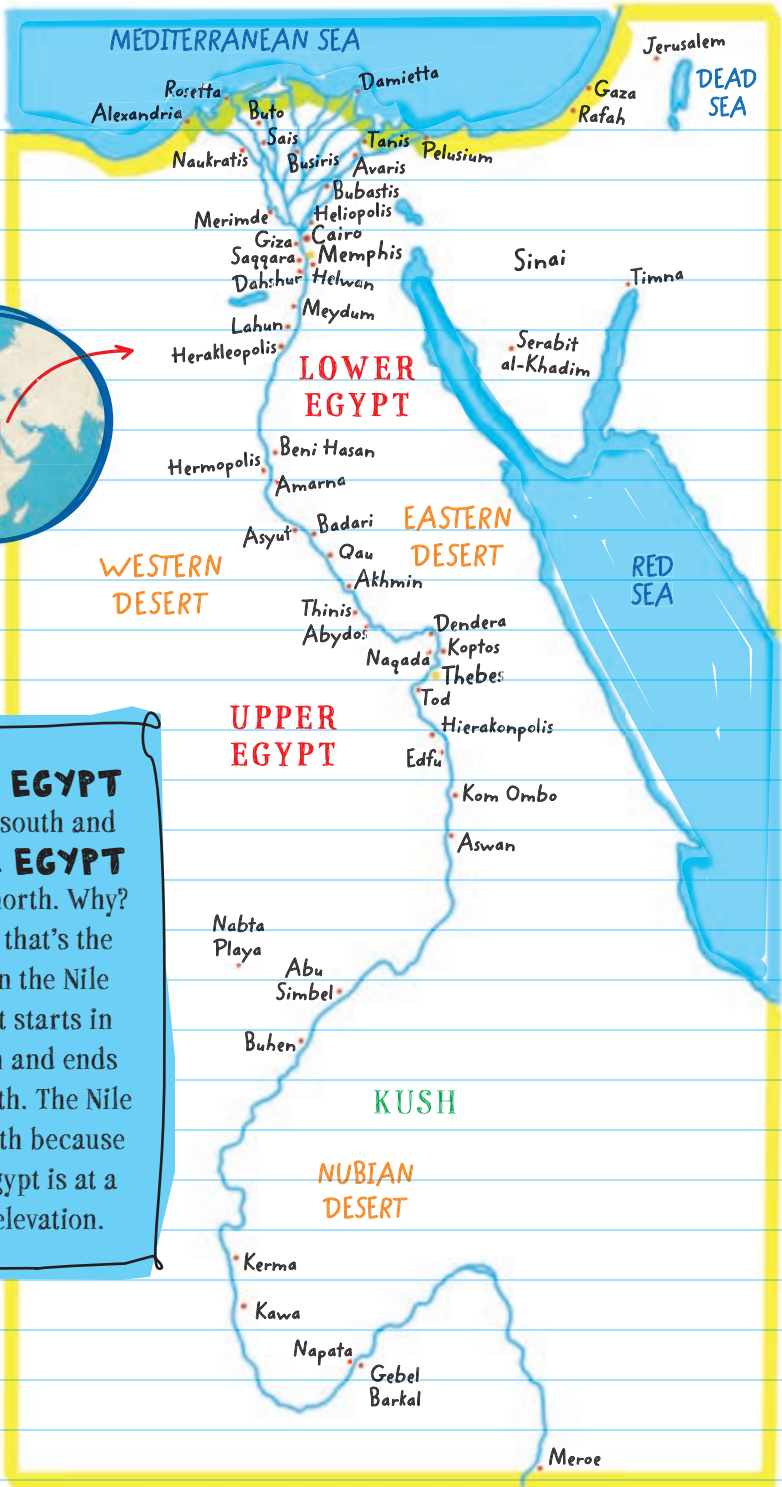 MEDITERRANEAN SEA
Jerusalem
DEAD
SEA
Rosetta
Damietta
Gaza
Alexandria
Buto
Rafah
Sais
Tanis
Pelusium
Naukratis
Busiris
Avaris
Bubastis
Merimde
Heliopolis
Giza
Cairo
Saqqara
Memphis
Sinai
Dahshur
Helwan
Timna
Meydum
Lahun
Serabit
al-Khadim
Herakleopolis
LOWER
EGYPT
Beni Hasan
Hermopolis
Amarna
Badari
Asyut
EASTERN
DESERT
Qau
WESTERN
DESERT
RED
SEA
Akhmin
Thinis
Abydos
Dendera
Koptos
Naqada
Thebes
Tod
UPPER
EGYPT
Hierakonpolis
Edfu
Kom Ombo
Aswan
EGYPT
south and
EGYPT
north. Why?
that's the
n the Nile
t starts in
and ends
th. The Nile
th because
gypt is at a
elevation.
Nabta
Playa
Abu
Simbel
Buhen
KUSH
NUBIAN
DESERT
Kerma
Kawa
Napata
Gebel
Barkal
Meroe